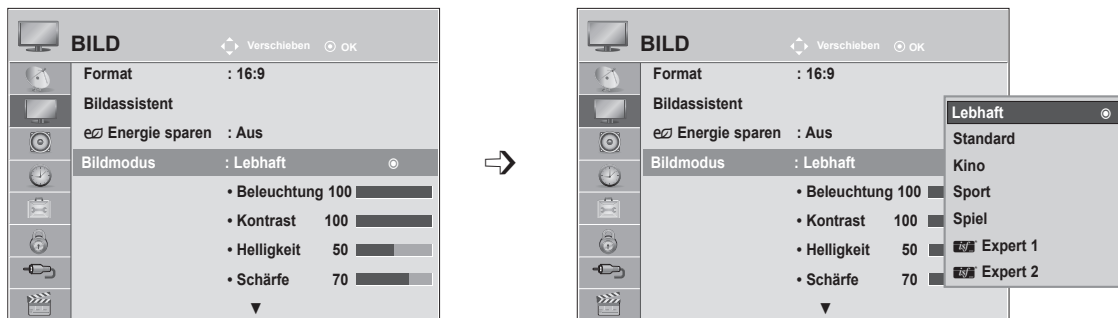 BILD Verschieben OK
Format : 16:9
Bildassistent
Energie sparen : Aus
Bildmodus : Lebhaft
• Beleuchtung 100
• Kontrast 100
• Helligkeit 50
• Schärfe 70
▼
BILD Verschieben OK
Format : 16:9
Bildassistent
Energie sparen : Aus
Bildmodus : Lebhaft
• Beleuchtung 100
• Kontrast 100
• Helligkeit 50
• Schärfe 70
▼
Lebhaft
Standard
Kino
Sport
Spiel
isf Expert 1
isf Expert 2